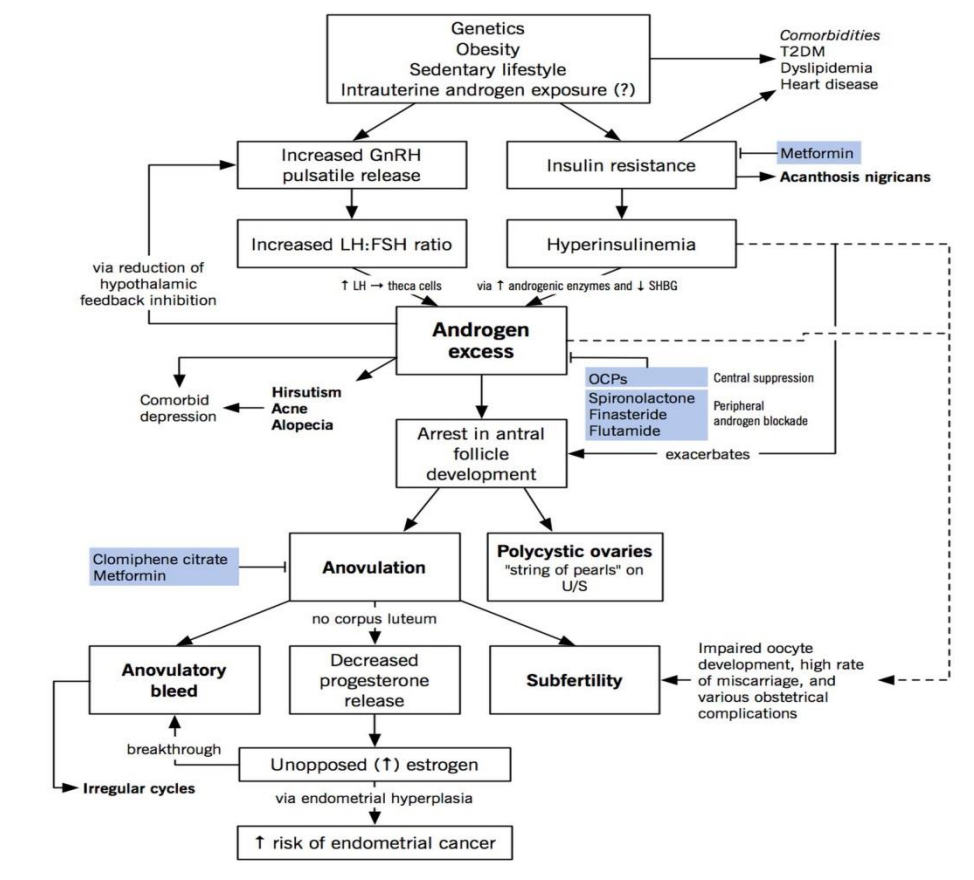 Genetics
Obesity
Sedentary lifestyle
Intrauterine androgen exposure (?)
Comorbidities
T2DM
Dyslipidemia
Heart disease
Increased GnRH
pulsatile release
Insulin resistance
Metformin
Acanthosis nigricans
Increased LH:FSH ratio
Hyperinsulinemia
via reduction of
hypothalamic
feedback inhibition
↑ LH → theca cells
via ↑ androgenic enzymes and ↓ SHBG
Androgen
excess
OCPs
Central suppression
Spironolactone
Finasteride
Flutamide
Peripheral
androgen blockade
Comorbid
depression
Hirsutism
Acne
Alopecia
Arrest in antral
follicle
development
exacerbates
Clomiphene citrate
Metformin
Anovulation
Polycystic ovaries
"string of pearls" on
U/S
no corpus luteum
Anovulatory
bleed
Decreased
progesterone
release
Subfertility
Impaired oocyte
development, high rate
of miscarriage, and
various obstetrical
complications
breakthrough
Unopposed (↑) estrogen
Irregular cycles
via endometrial hyperplasia
↑ risk of endometrial cancer